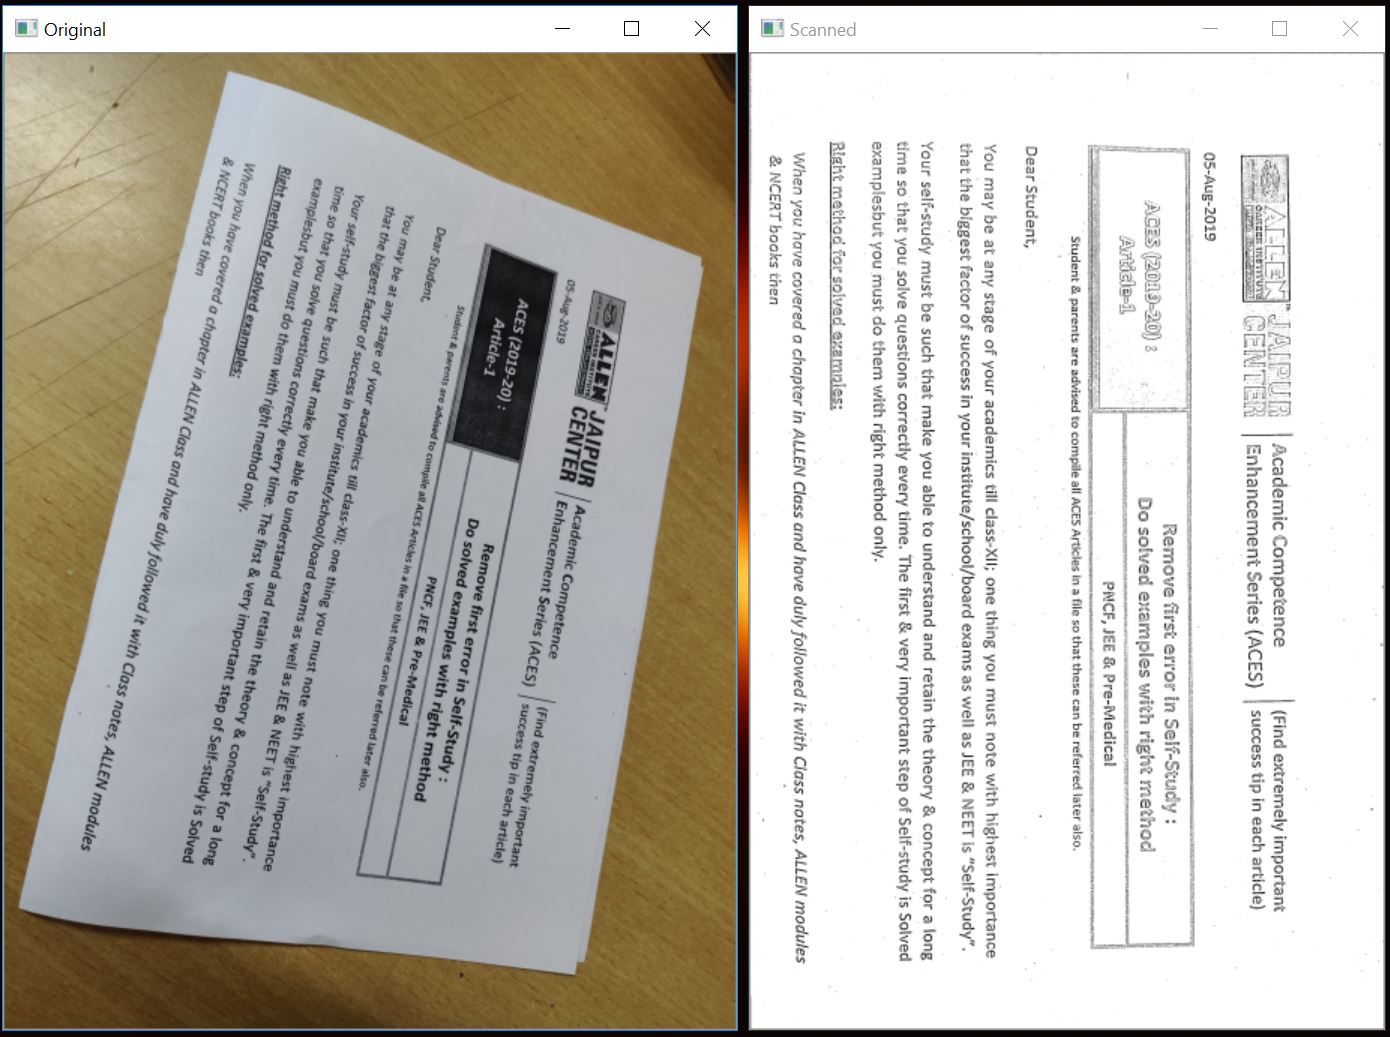 Original
ALLEN
CAREER INSTITUTE
JAIPUR
CENTER
Academic Competence
Enhancement Series (ACES)
(Find extremely important
success tip in each article)
05-Aug-2019
ACES (2019-20) :
Article-1
Remove first error in Self-Study :
Do solved examples with right method
PNCF, JEE & Pre-Medical
Student & parents are advised to compile all ACES Articles in a file so that these can be referred later also.
Dear Student,
You may be at any stage of your academics till class-XII; one thing you must note with highest importance
that the biggest factor of success in your institute/school/board exams as well as JEE & NEET is "Self-Study".
Your self-study must be such that make you able to understand and retain the theory & concept for a long
time so that you solve questions correctly every time. The first & very important step of Self-study is Solved
examplesbut you must do them with right method only.
Right method for solved examples:
When you have covered a chapter in ALLEN Class and have duly followed it with Class notes, ALLEN modules
& NCERT books then
Scanned
ALLEN
CAREER INSTITUTE
JAIPUR
CENTER
Academic Competence
Enhancement Series (ACES)
(Find extremely important
success tip in each article)
05-Aug-2019
ACES (2019-20) :
Article-1
Remove first error in Self-Study :
Do solved examples with right method
PNCF, JEE & Pre-Medical
Student & parents are advised to compile all ACES Articles in a file so that these can be referred later also.
Dear Student,
You may be at any stage of your academics till class-XII; one thing you must note with highest importance
that the biggest factor of success in your institute/school/board exams as well as JEE & NEET is "Self-Study".
Your self-study must be such that make you able to understand and retain the theory & concept for a long
time so that you solve questions correctly every time. The first & very important step of Self-study is Solved
examplesbut you must do them with right method only.
Right method for solved examples:
When you have covered a chapter in ALLEN Class and have duly followed it with Class notes, ALLEN modules
& NCERT books then